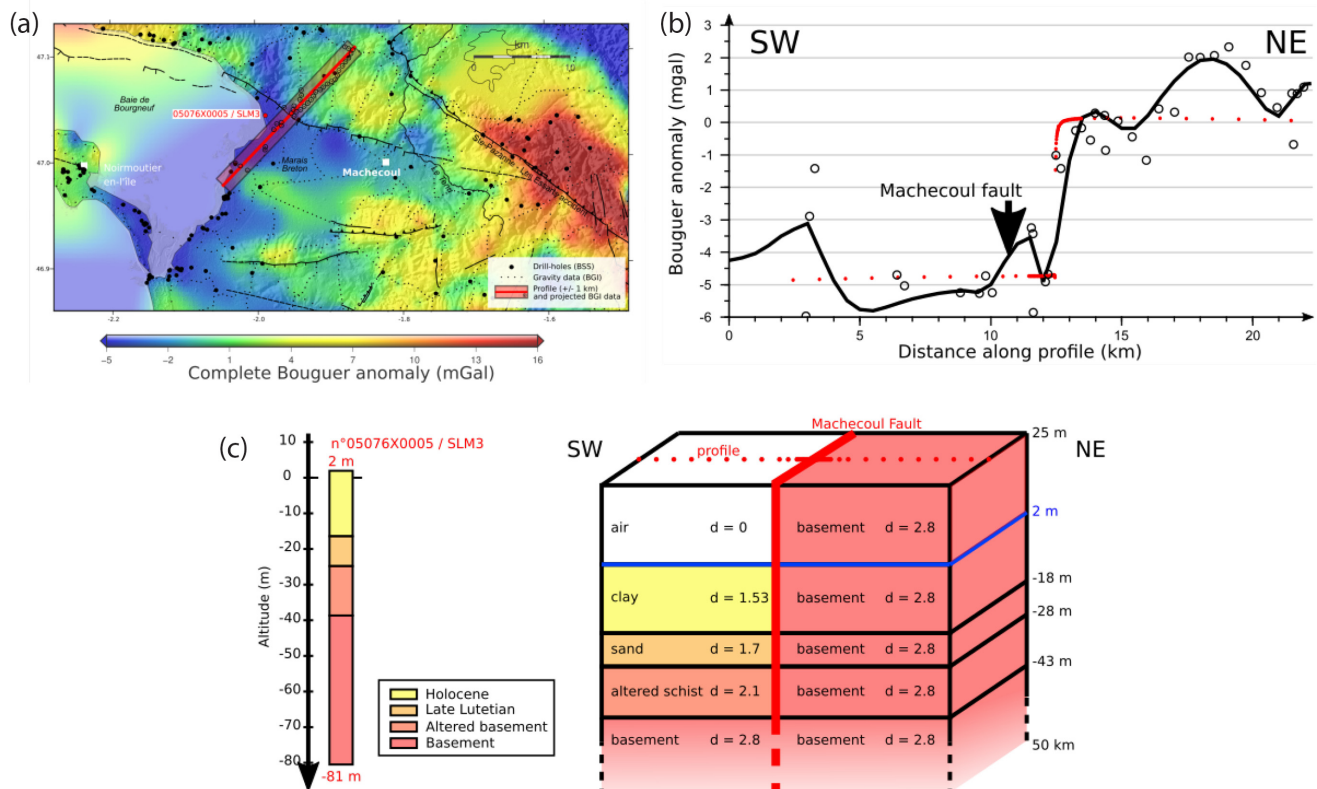 (a)
47.1
47.0
46.9
km
Baie de
Bourgneuf
05076X0005 / SLM3
Noirmoutier
en-l'île
Marais
Breton
Machecoul
Drill-holes (BSS)
Gravity data (BGI)
Profile (+/- 1 km)
and projected BGI data
-2.2 -2.0 -1.8 -1.6
-5 -2 1 4 7 10 13 16
Complete Bouguer anomaly (mGal)
(b)
SW NE
Machecoul fault
Bouguer anomaly (mgal)
3
2
1
0
-1
-2
-3
-4
-5
-6
0 5 10 15 20
Distance along profile (km)
(c)
n°05076X0005 / SLM3
2 m
Altitude (m)
10
0
-10
-20
-30
-40
-50
-60
-70
-80
-81 m
Holocene
Late Lutetian
Altered basement
Basement
SW NE
Machecoul Fault
profile
25 m
2 m
-18 m
-28 m
-43 m
50 km
air d = 0 basement d = 2.8
clay d = 1.53 basement d = 2.8
sand d = 1.7 basement d = 2.8
altered schist d = 2.1 basement d = 2.8
basement d = 2.8 basement d = 2.8